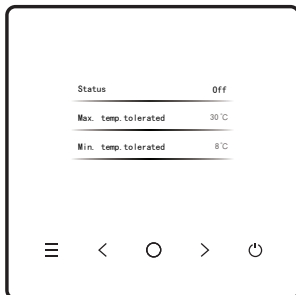 Status Off
Max. temp.tolerated 30℃
Min. temp.tolerated 8℃